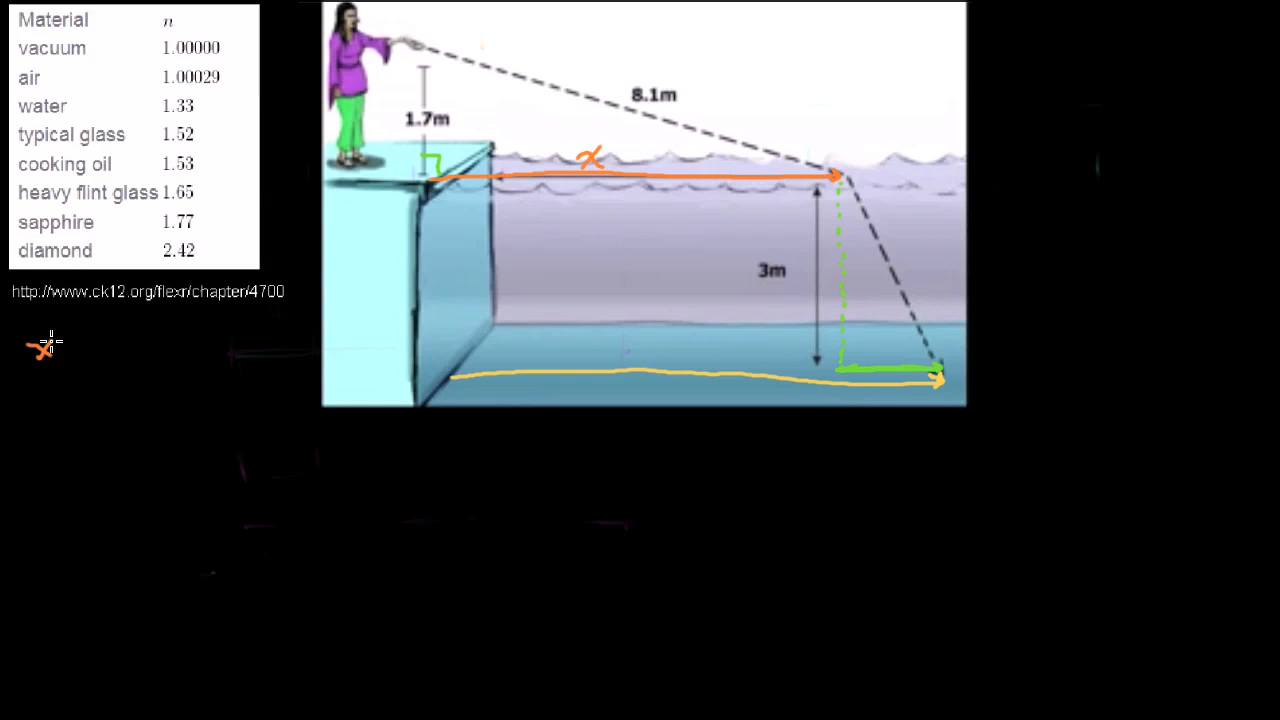 Material n
vacuum 1.00000
air 1.00029
water 1.33
typical glass 1.52
cooking oil 1.53
heavy flint glass 1.65
sapphire 1.77
diamond 2.42
http://www.ck12.org/flexr/chapter/4700
x
8.1m
1.7m
x
3m